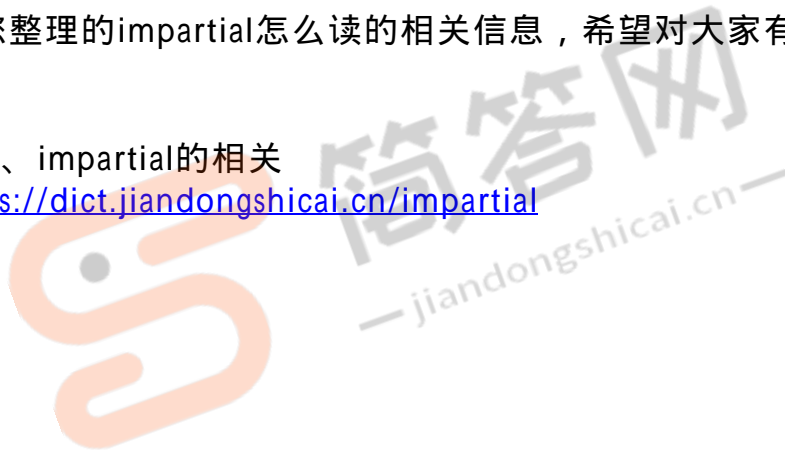 整理的impartial怎么读的相关信息，希望对大家有
、impartial的相关
s://dict.jiandongshicai.cn/impartial
简答网
jiandongshicai.cn